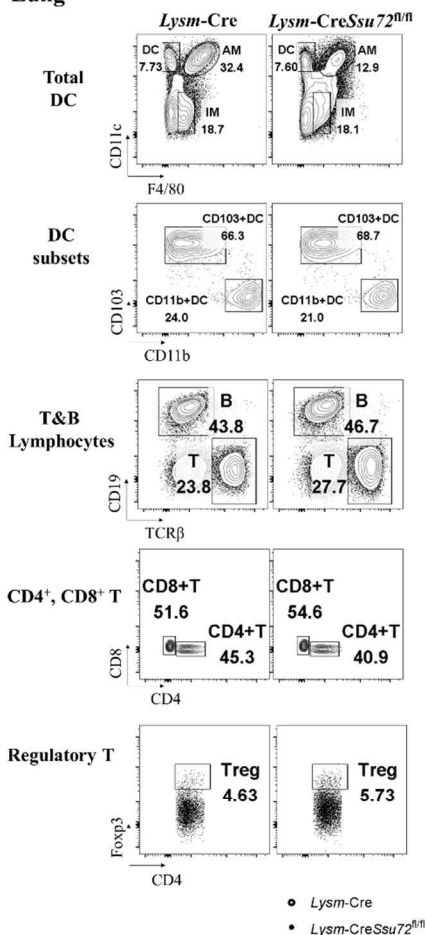 Lysm-Cre Lysm-CreSsu72fl/fl
Total
DC
DC
7.73
AM
32.4
IM
18.7
DC
7.60
AM
12.9
IM
18.1
CD11c
F4/80
DC
subsets
CD103+DC
66.3
CD11b+DC
24.0
CD103+DC
68.7
CD11b+DC
21.0
CD103
CD11b
T&B
Lymphocytes
B
43.8
T
23.8
B
46.7
T
27.7
CD19
TCRβ
CD4+, CD8+ T
CD8+T
51.6
CD4+T
45.3
CD8+T
54.6
CD4+T
40.9
CD8
CD4
Regulatory T
Treg
4.63
Treg
5.73
Foxp3
CD4
Lysm-Cre
Lysm-CreSsu72fl/fl